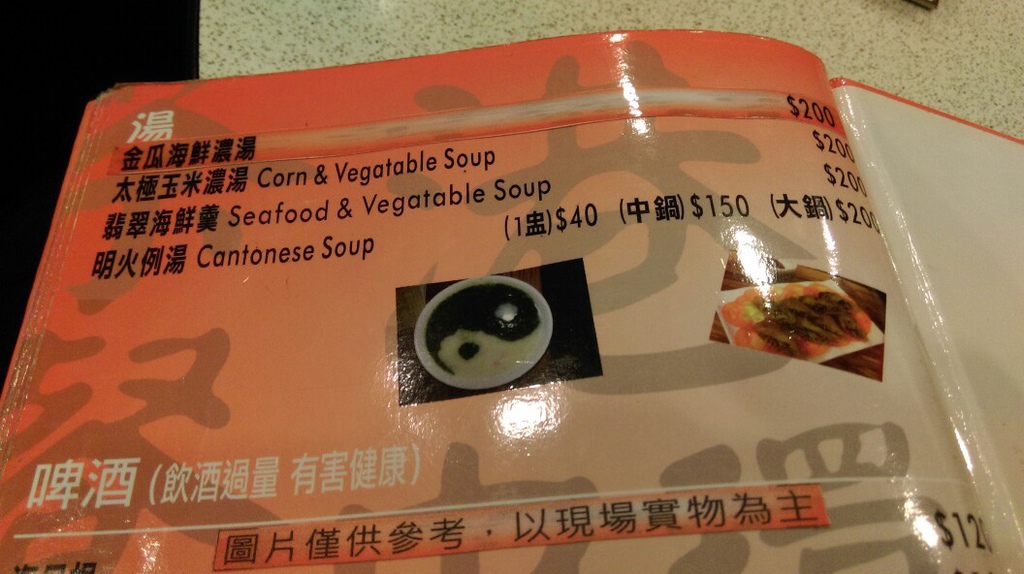 湯
金瓜海鮮濃湯 $200
太極玉米濃湯 Corn & Vegatable Soup $200
翡翠海鮮羹 Seafood & Vegatable Soup $200
明火例湯 Cantonese Soup (1盅)$40 (中鍋)$150 (大鍋)$200
啤酒 (飲酒過量 有害健康)
圖片僅供參考，以現場實物為主